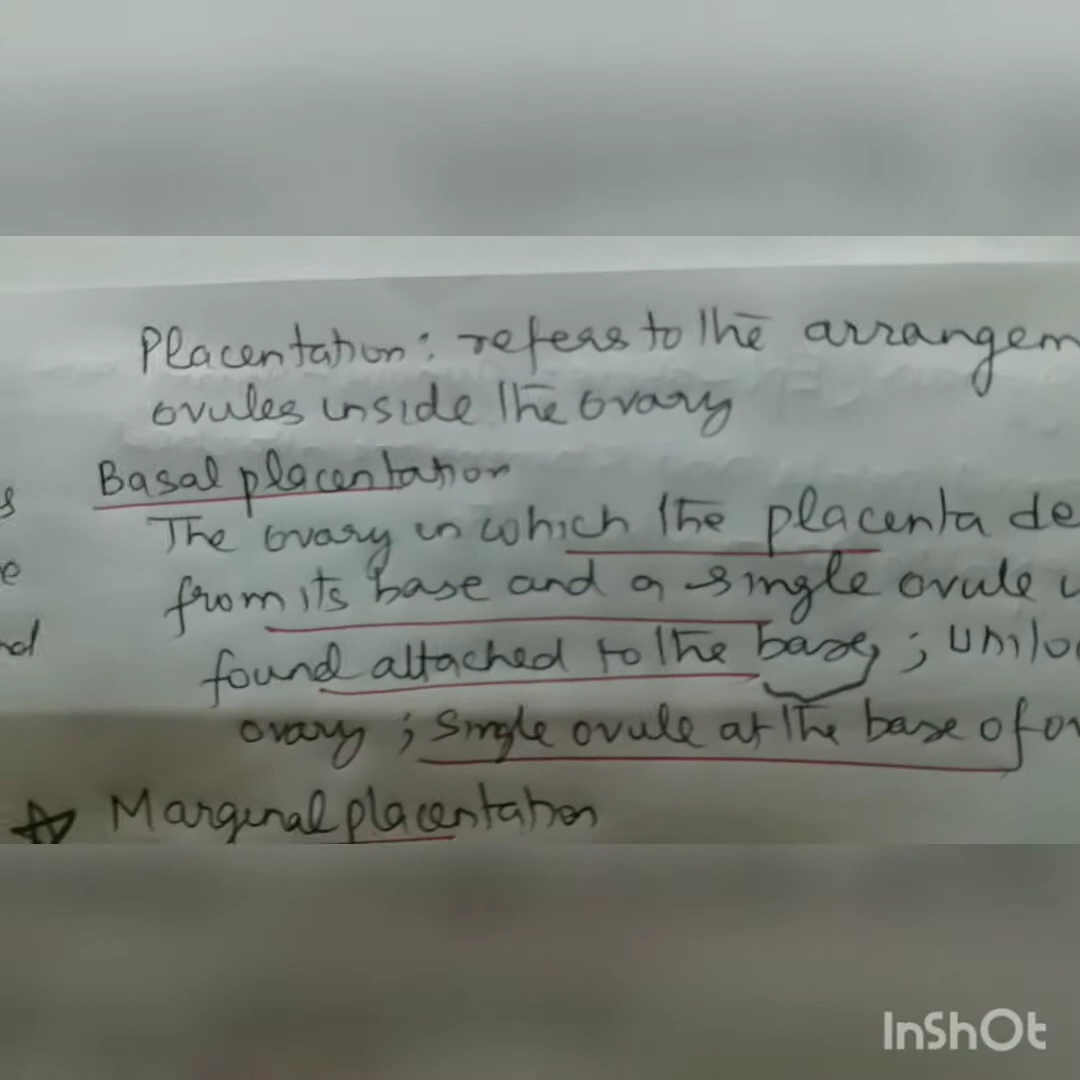 Placentation: refers to the arrangem
ovules inside the ovary
Basal placentation
s
The ovary in which the placenta de
e
from its base and a single ovule
nd
found attached to the base; Unilo
ovary; Single ovule at the base of ov
Marginal placentation
InShOt